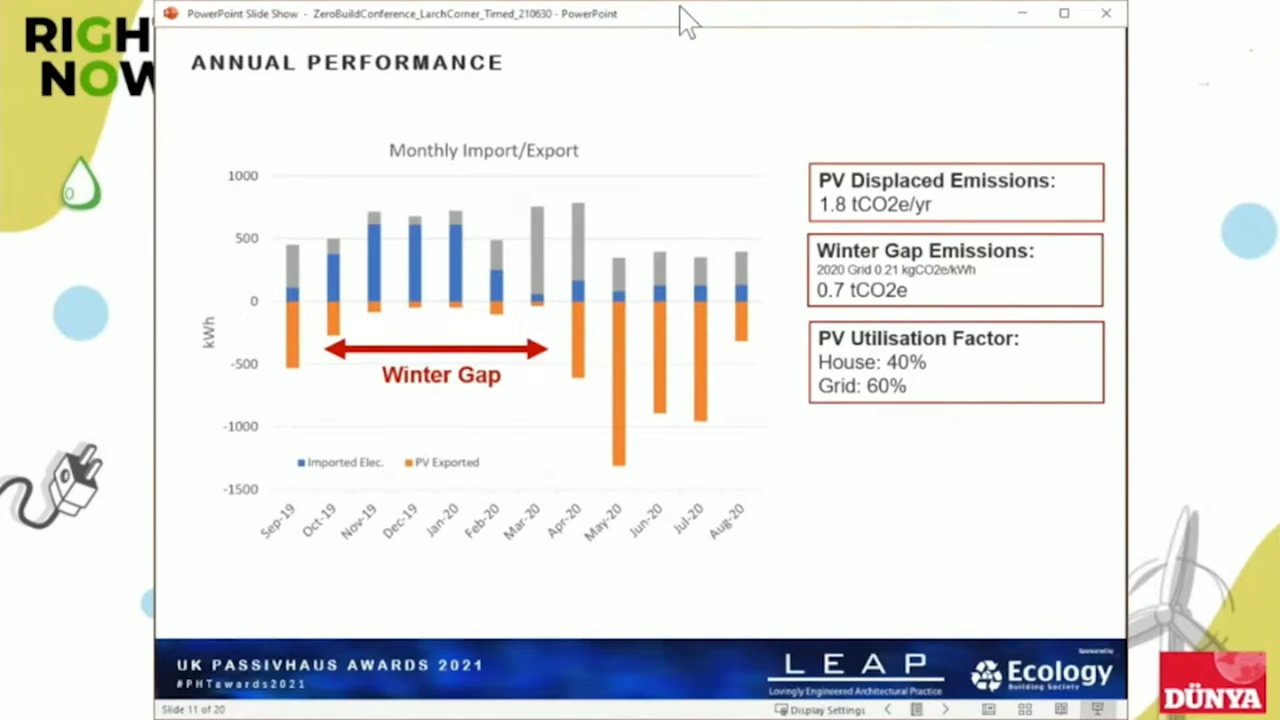 RIGHT
NOW
PowerPoint Slide Show - ZeroBuildConference_LarchCorner_Timed_210630 - PowerPoint
ANNUAL PERFORMANCE
Monthly Import/Export
1000
500
0
-500
-1000
-1500
kWh
Winter Gap
Imported Elec.
PV Exported
Sep-19
Oct-19
Nov-19
Dec-19
Jan-20
Feb-20
Mar-20
Apr-20
May-20
Jun-20
Jul-20
Aug-20
PV Displaced Emissions:
1.8 tCO2e/yr
Winter Gap Emissions:
2020 Grid 0.21 kgCO2e/kWh
0.7 tCO2e
PV Utilisation Factor:
House: 40%
Grid: 60%
UK PASSIVHAUS AWARDS 2021
#PHTawards2021
LEAP
Lovingly Engineered Architectural Practice
Sponsored by
Ecology
Building Society
Slide 11 of 20
Display Settings
DÜNYA
0